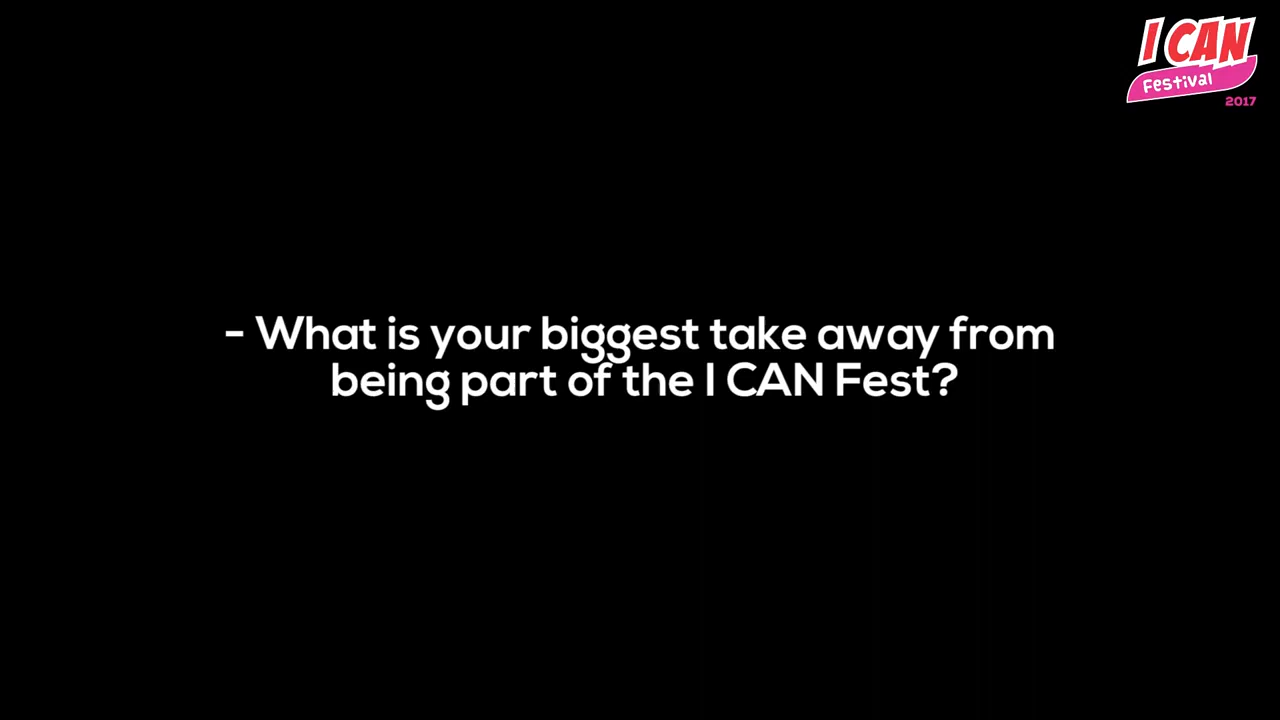 I CAN
Festival
2017
- What is your biggest take away from
being part of the I CAN Fest?